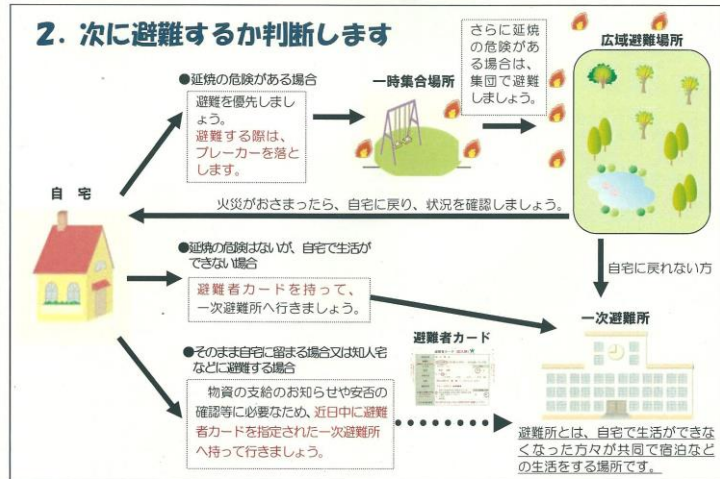 2. 次に避難するか判断します
●延焼の危険がある場合
避難を優先しましょう。
避難する際は、
ブレーカーを落と
します。
一時集合場所
さらに延焼
の危険があ
る場合は、
集団で避難
しましょう。
広域避難場所
自 宅
火災がおさまったら、自宅に戻り、状況を確認しましょう。
●延焼の危険はないが、自宅で生活が
できない場合
避難者カードを持って、
一次避難所へ行きましょう。
自宅に戻れない方
一次避難所
●そのまま自宅に留まる場合又は知人宅
などに避難する場合
物資の支給のお知らせや安否の
確認等に必要なため、近日中に避難
者カードを指定された一次避難所
へ持って行きましょう。
避難者カード
避難所とは、自宅で生活ができな
くなった方々が共同で宿泊など
の生活をする場所です。